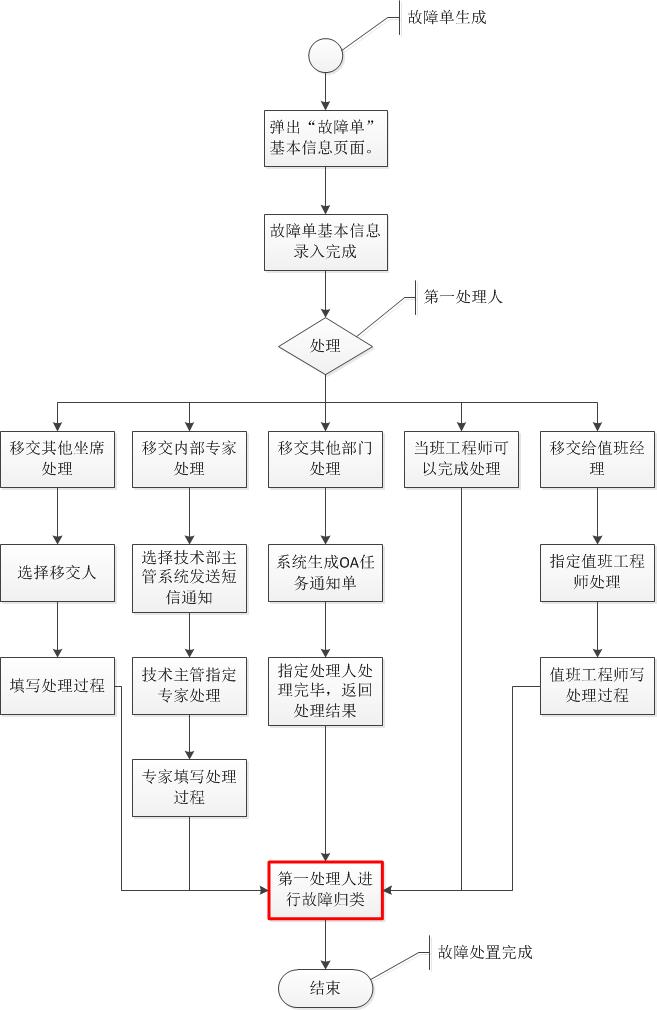 故障单生成
弹出“故障单”
基本信息页面。
故障单基本信息
录入完成
第一处理人
处理
移交其他坐席
处理
移交内部专家
处理
移交其他部门
处理
当班工程师可
以完成处理
移交给值班经
理
选择移交人
选择技术部主
管系统发送短
信通知
系统生成OA任
务通知单
指定值班工程
师处理
填写处理过程
技术主管指定
专家处理
指定处理人处
理完毕，返回
处理结果
值班工程师写
处理过程
专家填写处理
过程
第一处理人进
行故障归类
故障处置完成
结束